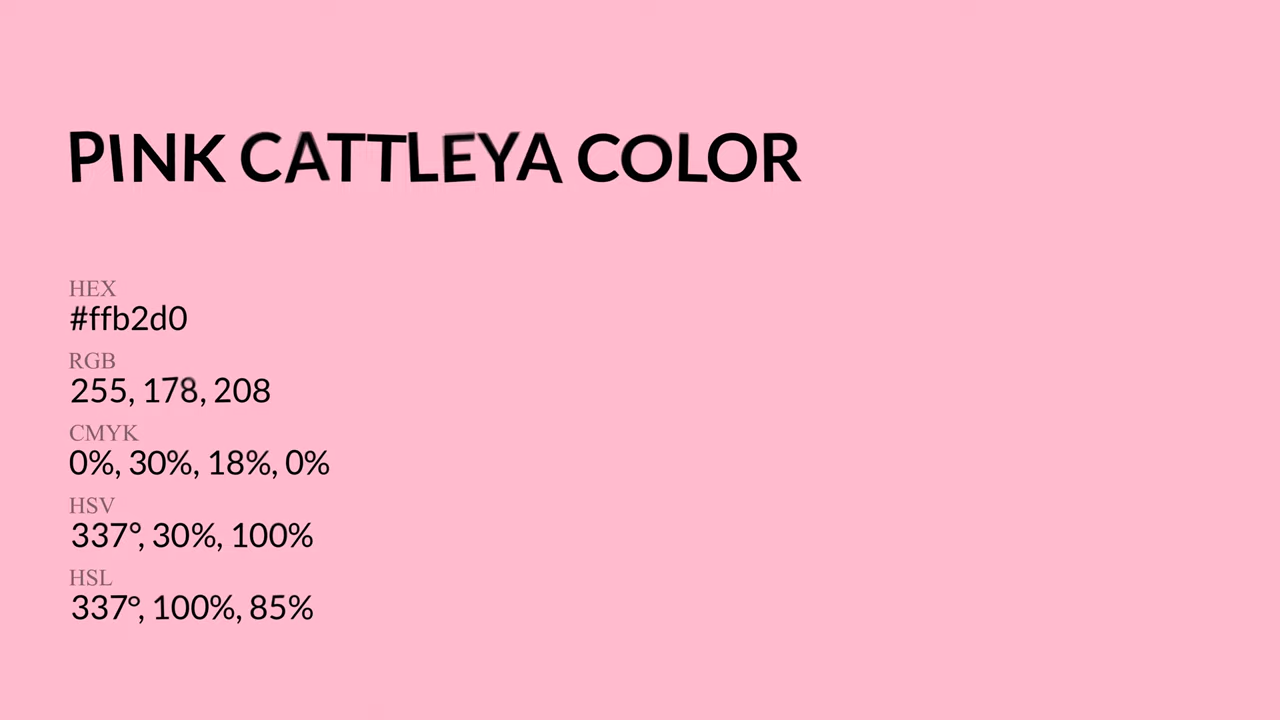 PINK CATTLEYA COLOR
HEX
#ffb2d0
RGB
255, 178, 208
CMYK
0%, 30%, 18%, 0%
HSV
337°, 30%, 100%
HSL
337°, 100%, 85%